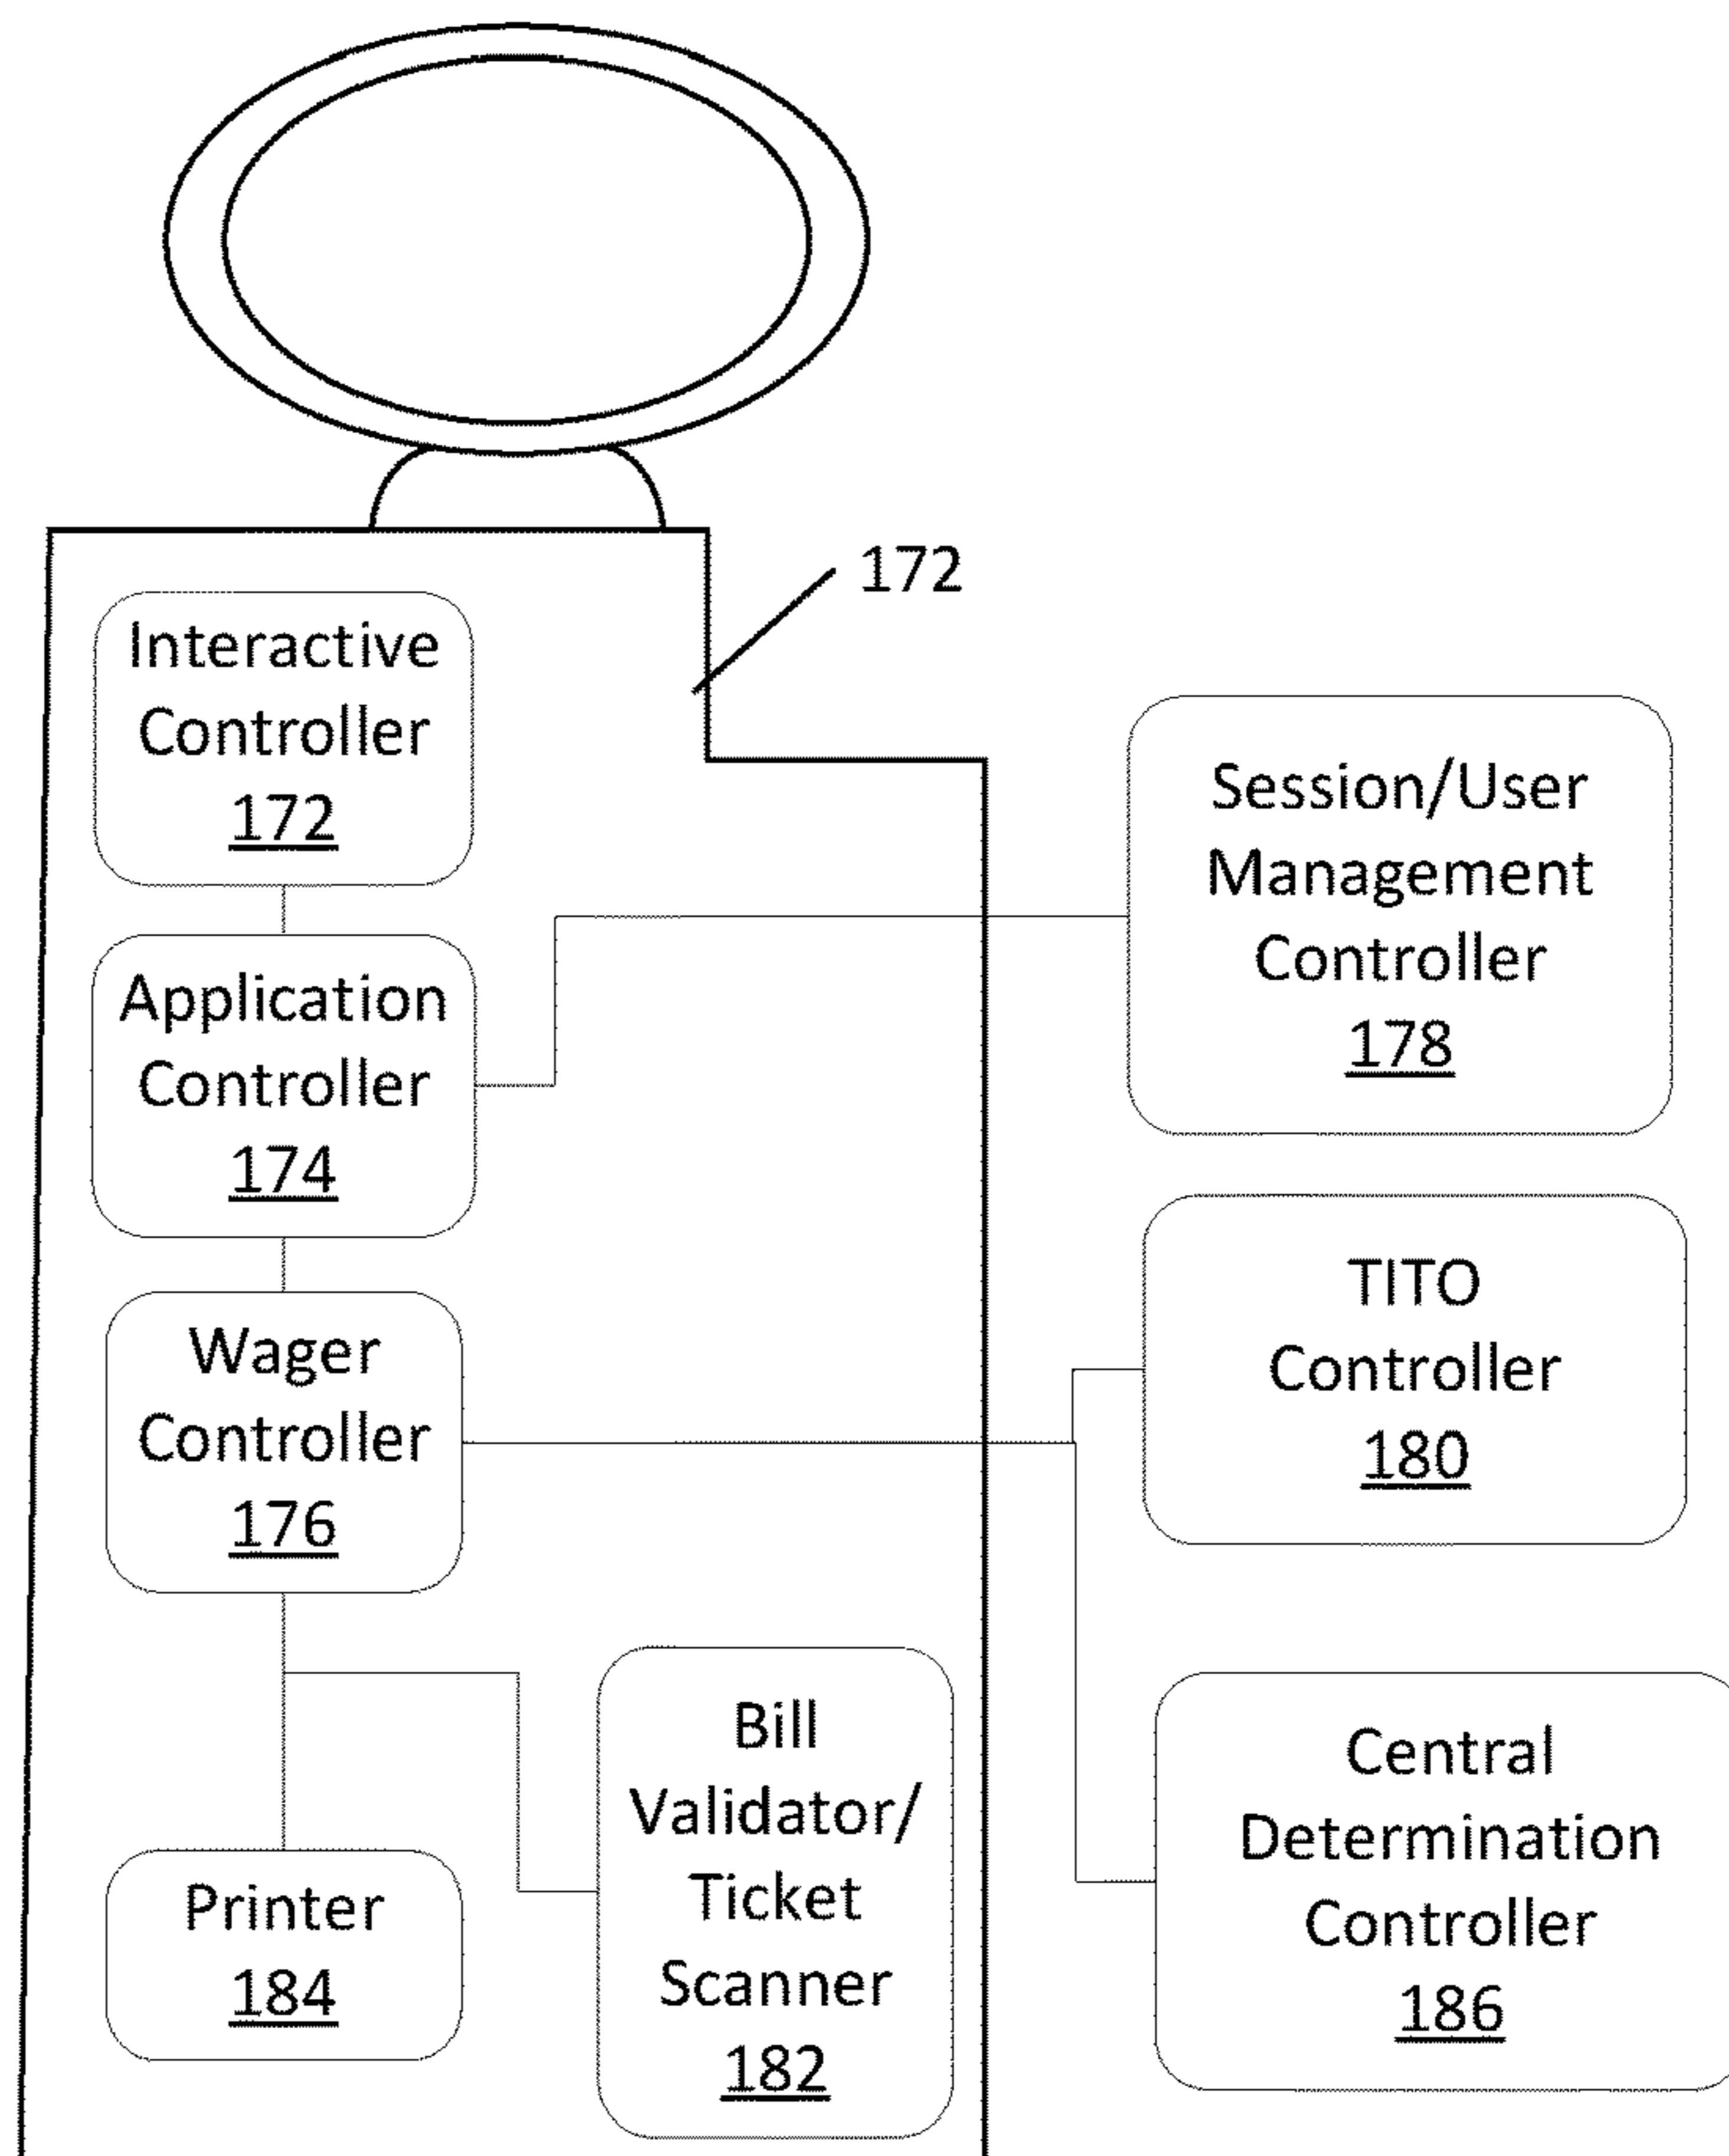 172
Interactive
Controller
172
Application
Controller
174
Wager
Controller
176
Printer
184
Bill
Validator/
Ticket
Scanner
182
Session/User
Management
Controller
178
TITO
Controller
180
Central
Determination
Controller
186